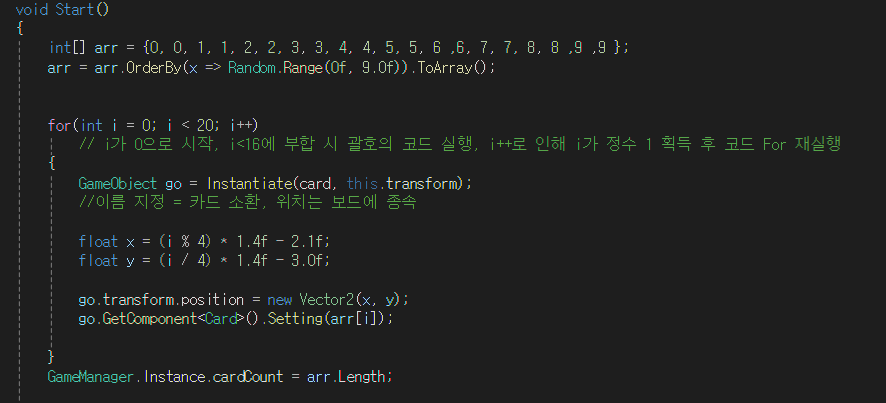 void Start()
{
int[] arr = {0, 0, 1, 1, 2, 2, 3, 3, 4, 4, 5, 5, 6 ,6, 7, 7, 8, 8 ,9 ,9 };
arr = arr.OrderBy(x => Random.Range(0f, 9.0f)).ToArray();
for(int i = 0; i < 20; i++)
// i가 0으로 시작, i<16에 부합 시 괄호의 코드 실행, i++로 인해 i가 정수 1 획득 후 코드 For 재실행
{
GameObject go = Instantiate(card, this.transform);
//이름 지정 = 카드 소환, 위치는 보드에 종속
float x = (i % 4) * 1.4f - 2.1f;
float y = (i / 4) * 1.4f - 3.0f;
go.transform.position = new Vector2(x, y);
go.GetComponent<Card>().Setting(arr[i]);
}
GameManager.Instance.cardCount = arr.Length;